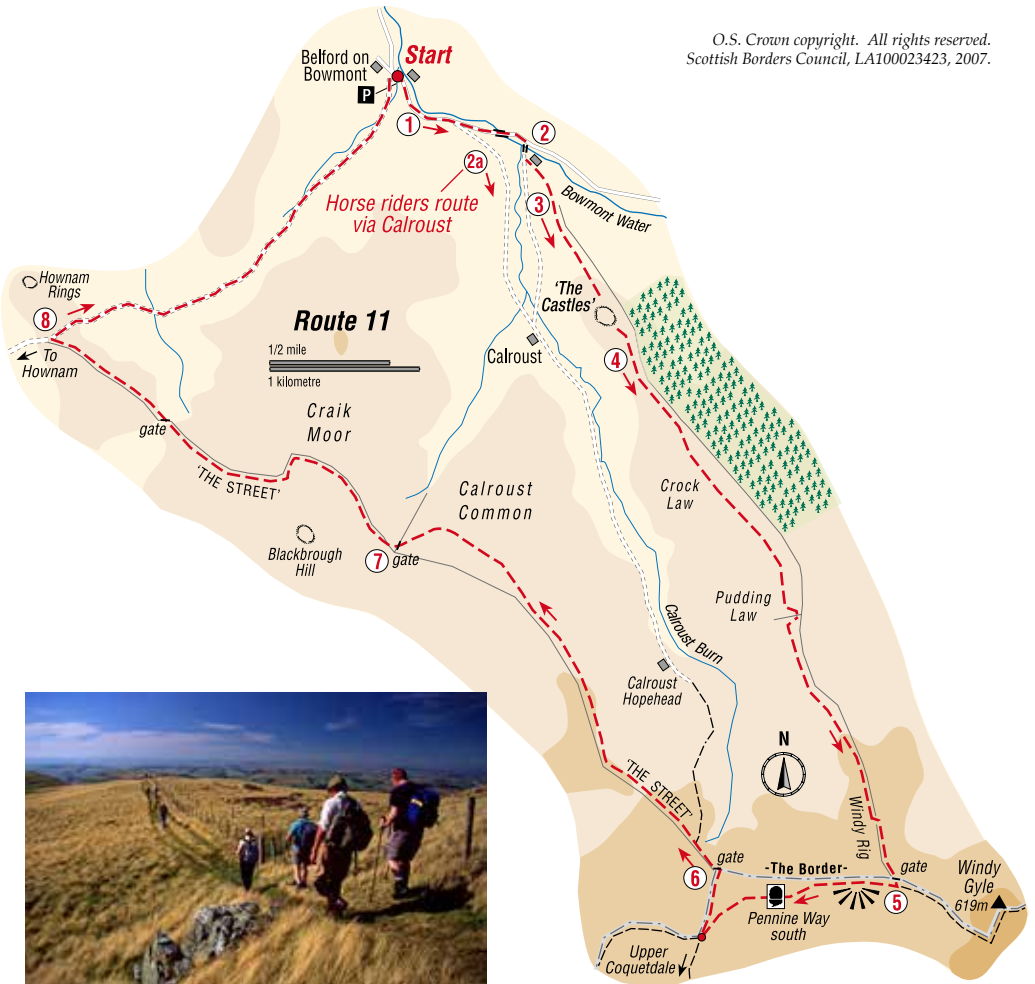 O.S. Crown copyright. All rights reserved.
Scottish Borders Council, LA100023423, 2007.
Belford on
Bowmont
Start
P
1
2
2a
Horse riders route
via Calroust
3
Bowmont Water
Hownam
Rings
8
To
Hownam
'The
Castles'
Route 11
1/2 mile
1 kilometre
Calroust
4
Craik
Moor
gate
'THE STREET'
Calroust
Common
Crock
Law
Blackbrough
Hill
7
gate
Pudding
Law
Calroust Burn
Calroust
Hopehead
N
'THE STREET'
Windy Rig
gate
-The Border-
gate
Windy
Gyle
619m
6
5
Pennine Way
south
Upper
Coquetdale